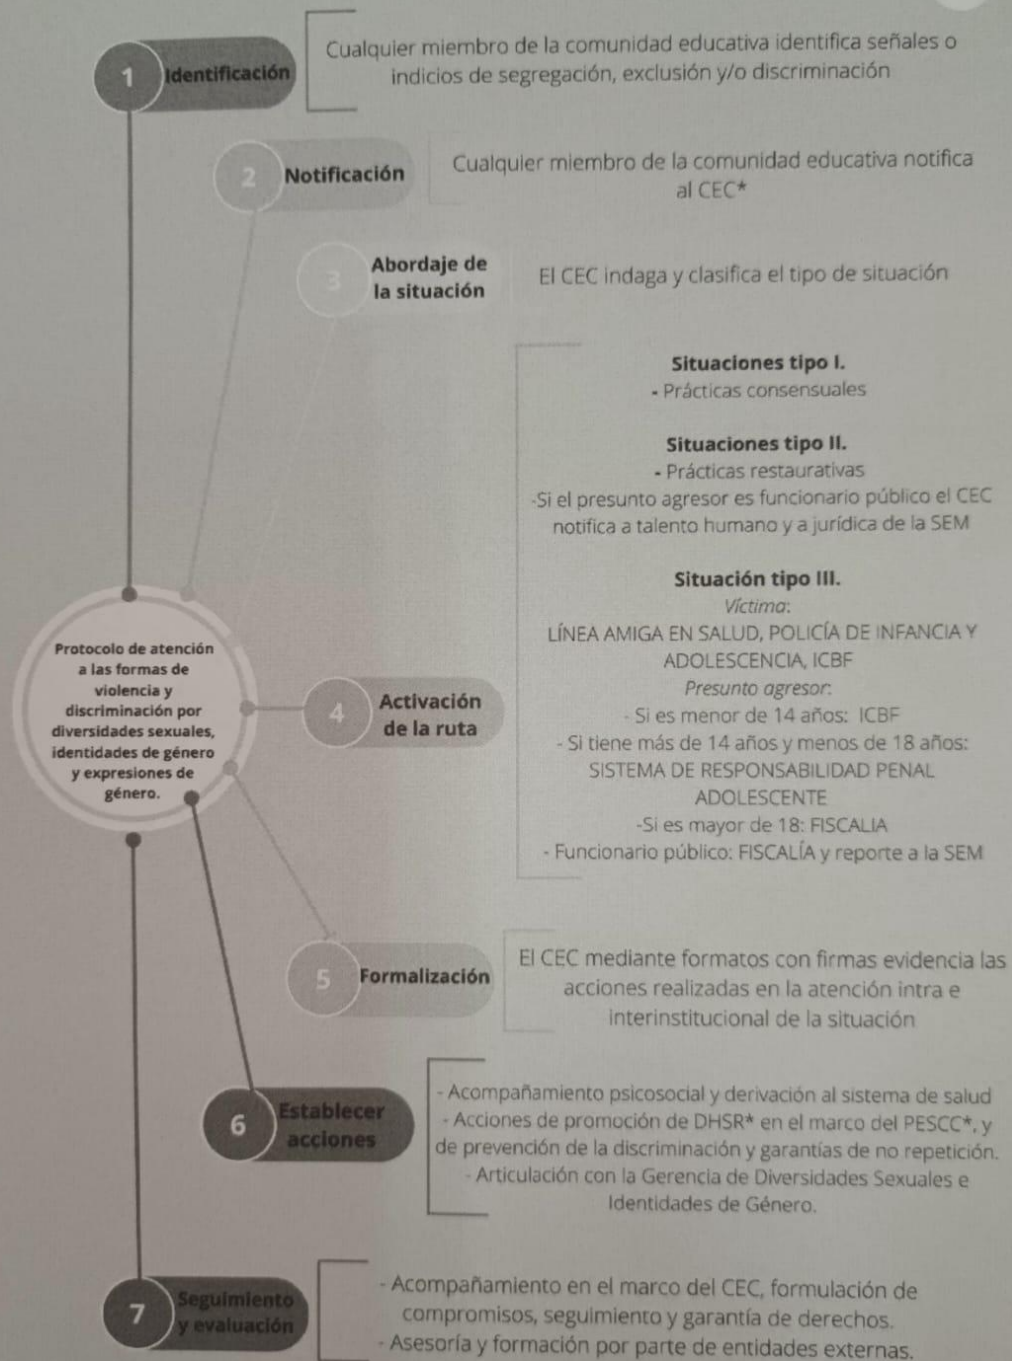 1
Identificación
Cualquier miembro de la comunidad educativa identifica señales o
indicios de segregación, exclusión y/o discriminación
2
Notificación
Cualquier miembro de la comunidad educativa notifica
al CEC*
3
Abordaje de
la situación
El CEC indaga y clasifica el tipo de situación
Situaciones tipo I.
- Prácticas consensuales
Situaciones tipo II.
- Prácticas restaurativas
-Si el presunto agresor es funcionario público el CEC
notifica a talento humano y a jurídica de la SEM
Situación tipo III.
Víctima:
LÍNEA AMIGA EN SALUD, POLICÍA DE INFANCIA Y
ADOLESCENCIA, ICBF
Presunto agresor:
- Si es menor de 14 años: ICBF
- Si tiene más de 14 años y menos de 18 años:
SISTEMA DE RESPONSABILIDAD PENAL
ADOLESCENTE
-Si es mayor de 18: FISCALIA
- Funcionario público: FISCALÍA y reporte a la SEM
Protocolo de atención
a las formas de
violencia y
discriminación por
diversidades sexuales,
identidades de género
y expresiones de
género.
4
Activación
de la ruta
5
Formalización
El CEC mediante formatos con firmas evidencia las
acciones realizadas en la atención intra e
interinstitucional de la situación
6
Establecer
acciones
- Acompañamiento psicosocial y derivación al sistema de salud
- Acciones de promoción de DHSR* en el marco del PESCC*, y
de prevención de la discriminación y garantías de no repetición.
- Articulación con la Gerencia de Diversidades Sexuales e
Identidades de Género.
7
Seguimiento
y evaluación
- Acompañamiento en el marco del CEC, formulación de
compromisos, seguimiento y garantía de derechos.
- Asesoría y formación por parte de entidades externas.